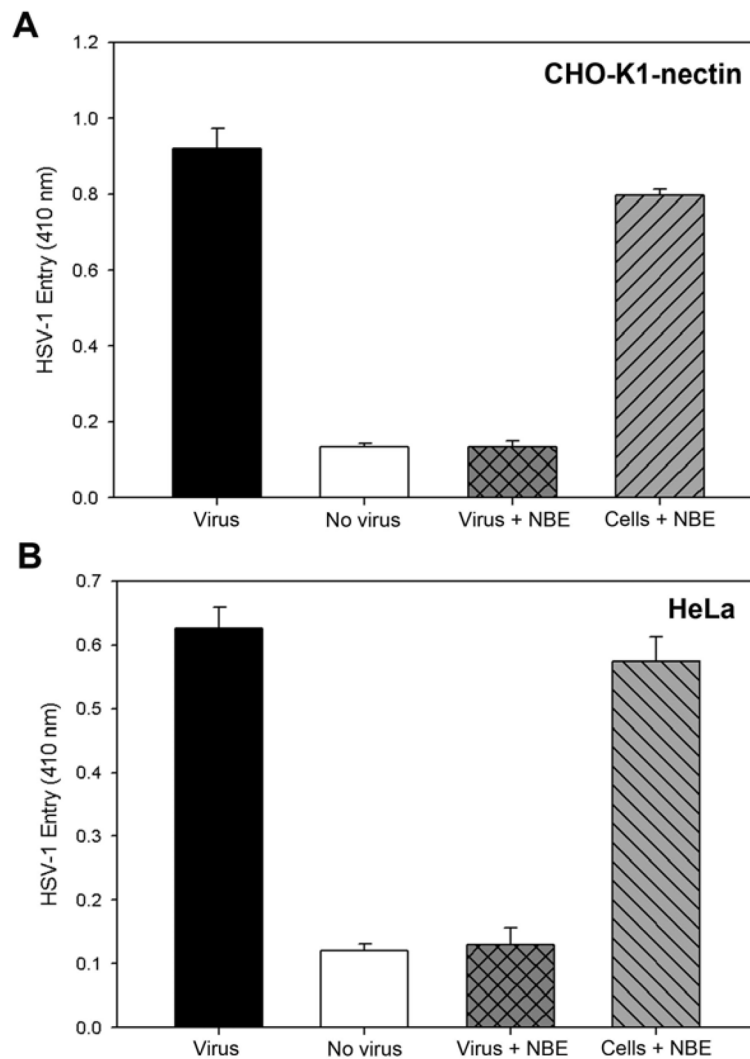 A
CHO-K1-nectin
HSV-1 Entry (410 nm)
1.2
1.0
0.8
0.6
0.4
0.2
0.0
Virus
No virus
Virus + NBE
Cells + NBE
B
HeLa
HSV-1 Entry (410 nm)
0.7
0.6
0.5
0.4
0.3
0.2
0.1
0.0
Virus
No virus
Virus + NBE
Cells + NBE